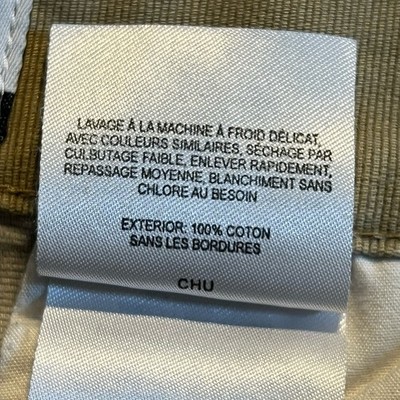 LAVAGE À LA MACHINE À FROID DÉLICAT,
AVEC COULEURS SIMILAIRES, SÉCHAGE PAR
CULBUTAGE FAIBLE, ENLEVER RAPIDEMENT,
REPASSAGE MOYENNE, BLANCHIMENT SANS
CHLORE AU BESOIN
EXTERIOR: 100% COTON
SANS LES BORDURES
CHU